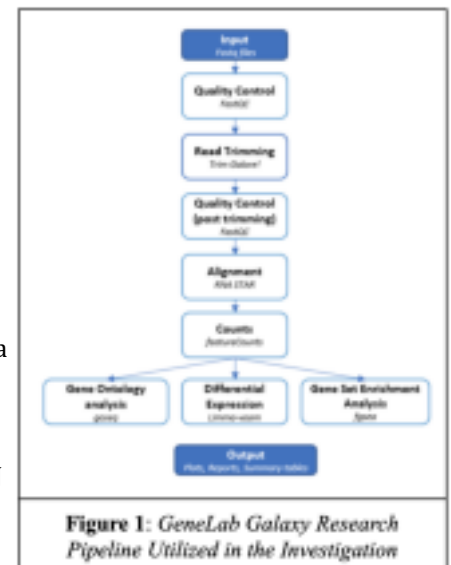 Input
Fastq files
Quality Control
FastQC
Read Trimming
Trim Galore!
Quality Control
(post trimming)
FastQC
Alignment
RNA STAR
Counts
featureCounts
a
Gene Ontology
analysis
goseq
Differential
Expression
Limma-voom
Gene Set Enrichment
Analysis
fgsea
Output
Plots, Reports, Summary tables
Figure 1: GeneLab Galaxy Research
Pipeline Utilized in the Investigation